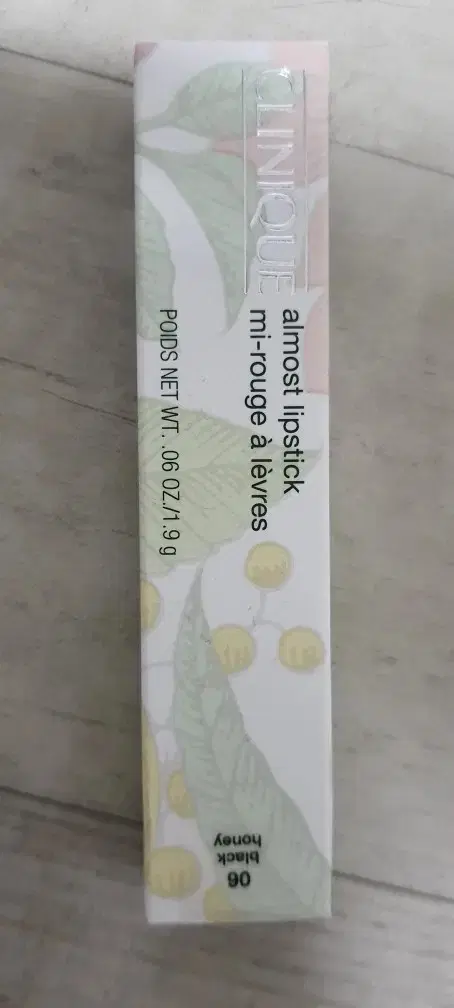 CLINIQUE
almost lipstick
mi-rouge à lèvres
POIDS NET WT. .06 OZ./1.9 g
06
black
honey